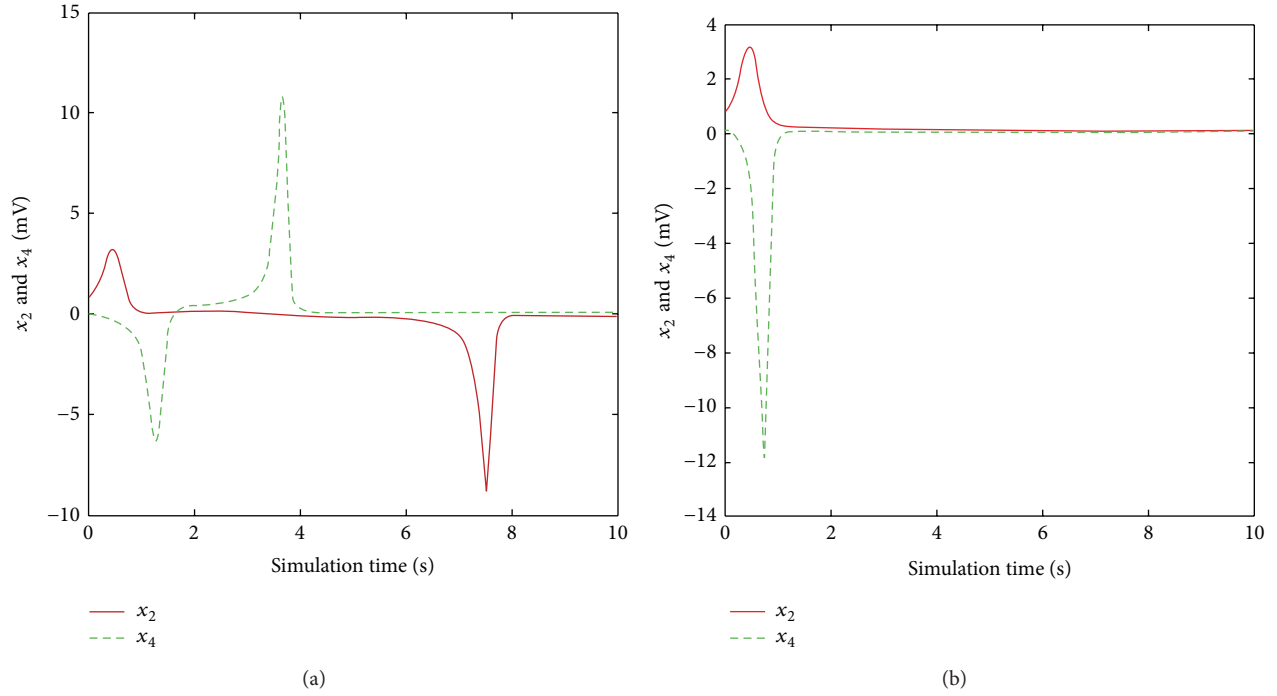 15
10
5
0
−5
−10
x₂ and x₄ (mV)
0 2 4 6 8 10
Simulation time (s)
x₂
x₄
(a)
4
2
0
−2
−4
−6
−8
−10
−12
−14
x₂ and x₄ (mV)
0 2 4 6 8 10
Simulation time (s)
x₂
x₄
(b)